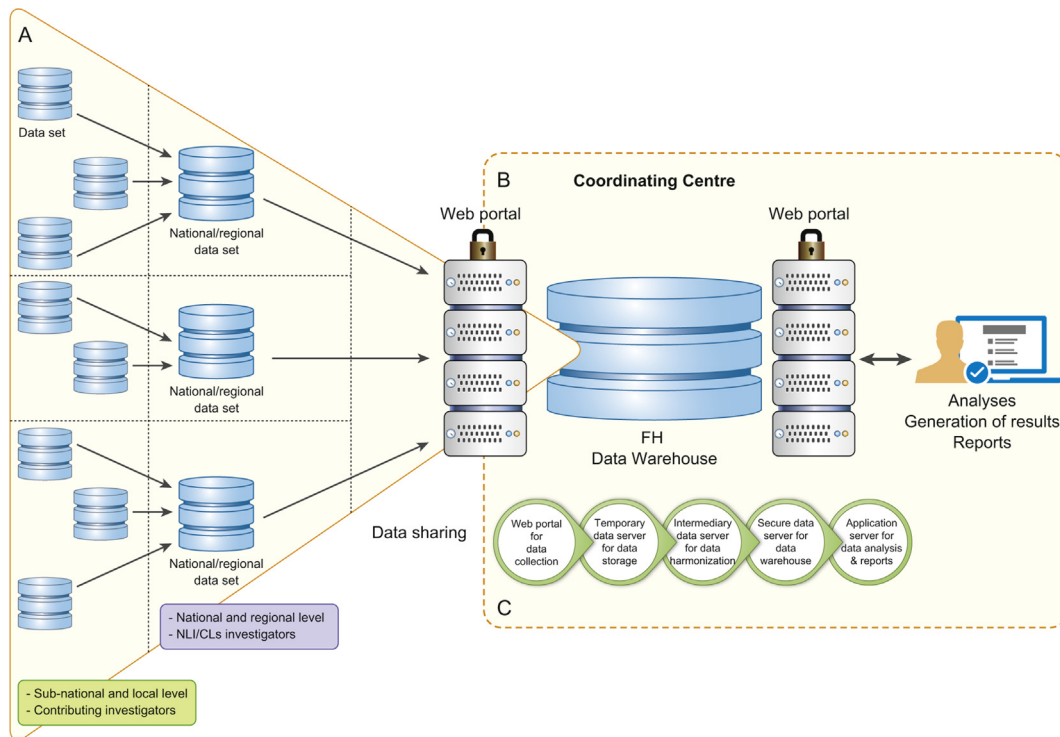 A
Data set
National/regional
data set
National/regional
data set
National/regional
data set
- National and regional level
- NLI/CLs investigators
- Sub-national and local level
- Contributing investigators
Data sharing
B
Coordinating Centre
Web portal
Web portal
FH
Data Warehouse
Analyses
Generation of results
Reports
Web portal
for
data
collection
Temporary
data server
for data
storage
Intermediary
data server
for data
harmonization
Secure data
server for
data
warehouse
Application
server for
data analysis
& reports
C